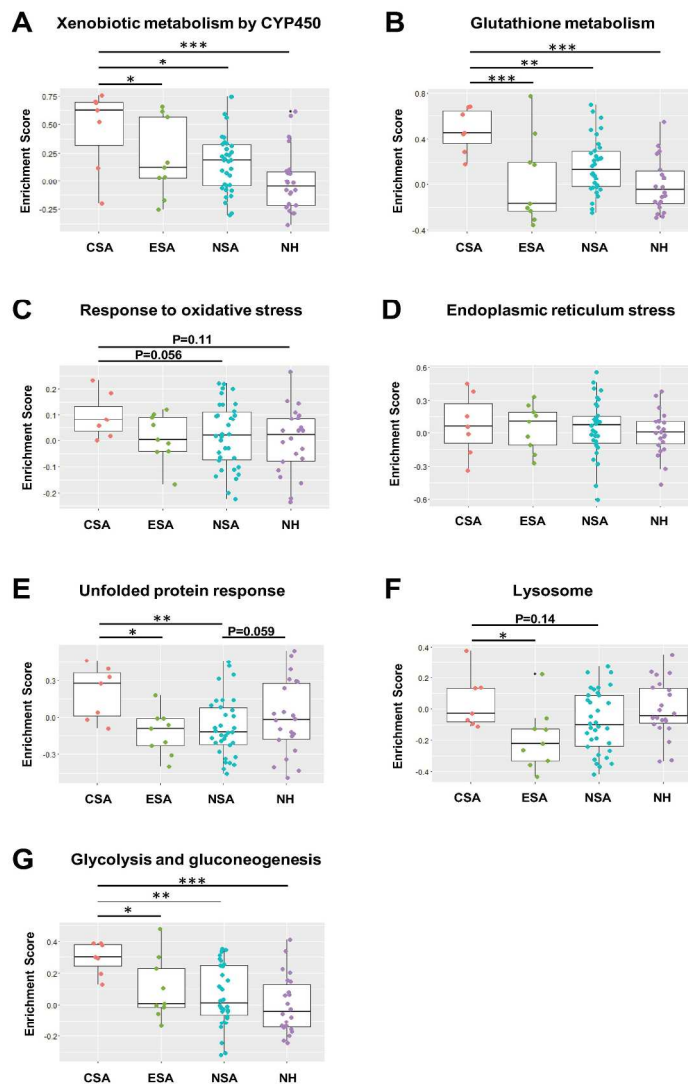 A Xenobiotic metabolism by CYP450
***
*
*
Enrichment Score
0.75
0.50
0.25
0.00
-0.25
CSA ESA NSA NH
B Glutathione metabolism
***
**
***
Enrichment Score
0.8
0.4
0.0
-0.4
CSA ESA NSA NH
C Response to oxidative stress
P=0.11
P=0.056
Enrichment Score
0.2
0.1
0.0
-0.1
-0.2
CSA ESA NSA NH
D Endoplasmic reticulum stress
Enrichment Score
0.6
0.3
0.0
-0.3
-0.6
CSA ESA NSA NH
E Unfolded protein response
**
* P=0.059
Enrichment Score
0.3
0.0
-0.3
CSA ESA NSA NH
F Lysosome
P=0.14
*
Enrichment Score
0.4
0.2
0.0
-0.2
-0.4
CSA ESA NSA NH
G Glycolysis and gluconeogenesis
***
**
*
Enrichment Score
0.4
0.2
0.0
-0.2
CSA ESA NSA NH